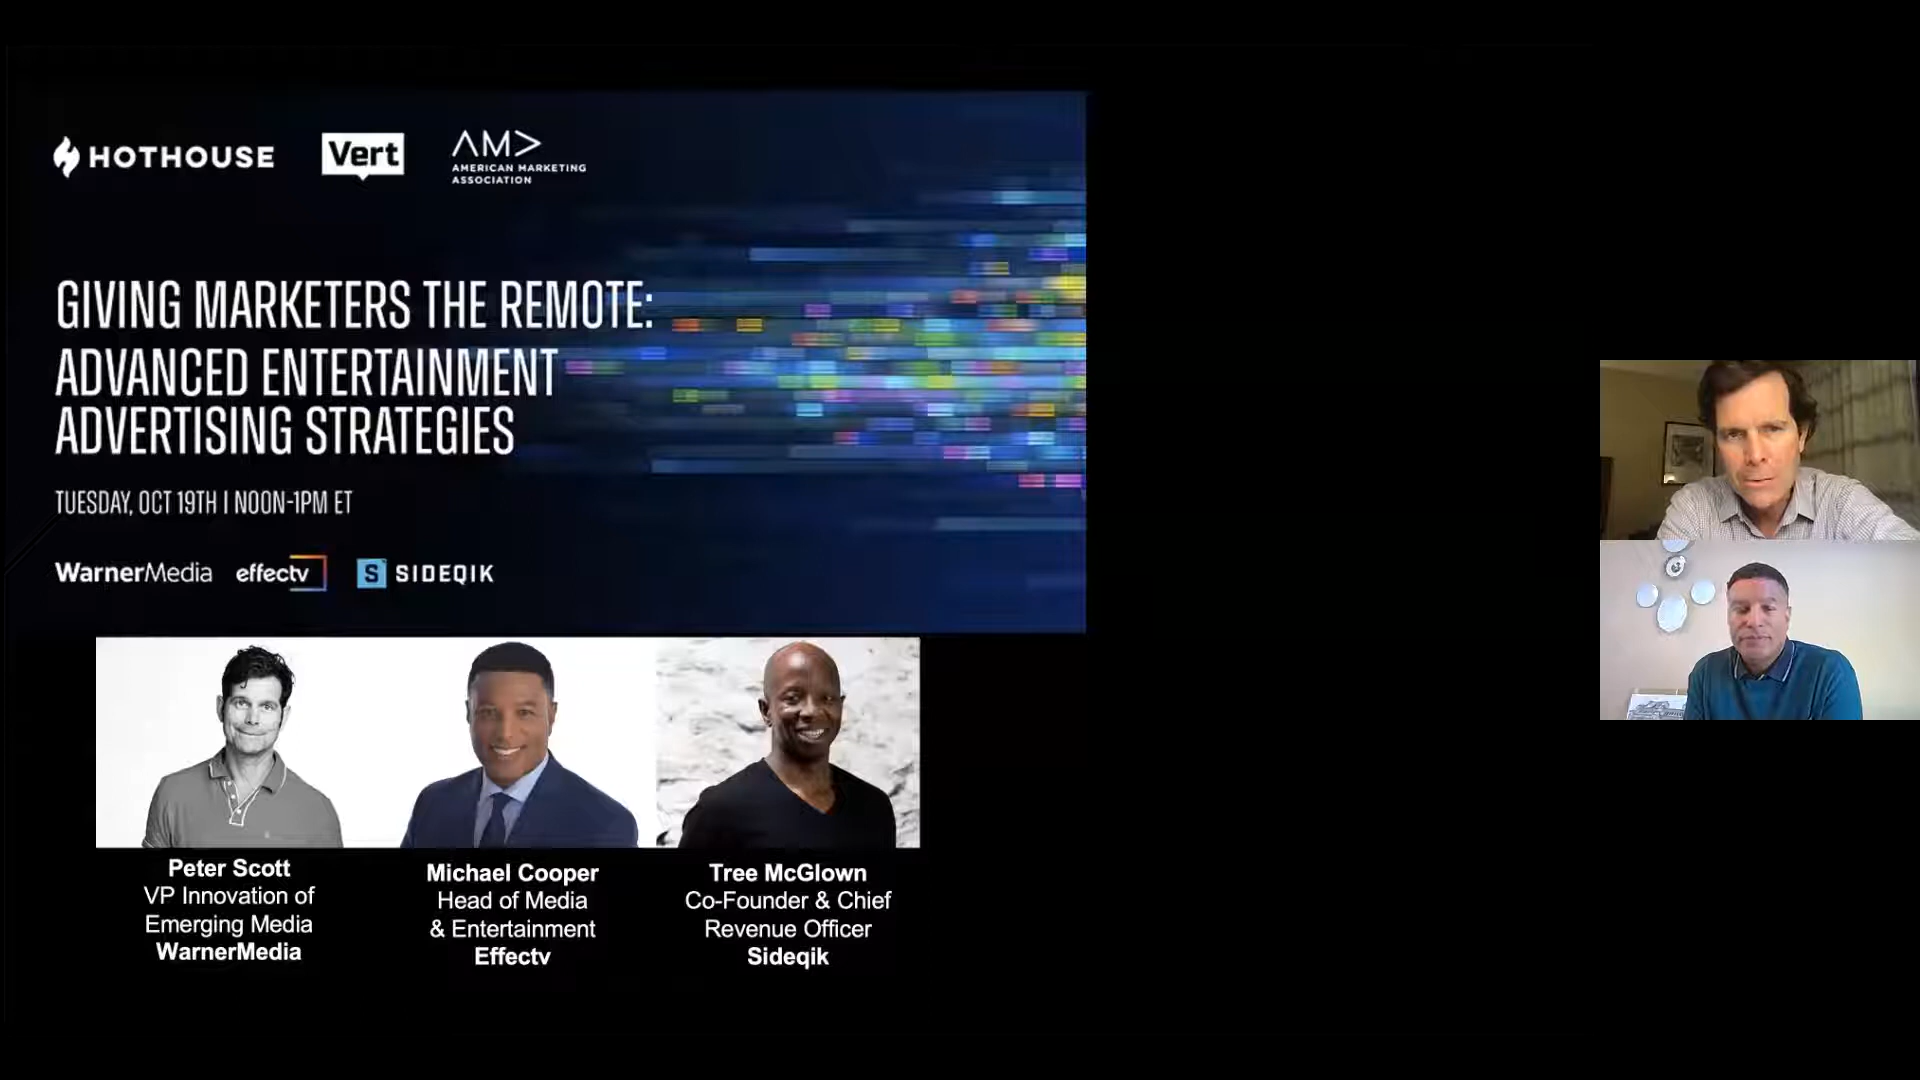 HOTHOUSE
Vert
AMA
AMERICAN MARKETING
ASSOCIATION
GIVING MARKETERS THE REMOTE:
ADVANCED ENTERTAINMENT
ADVERTISING STRATEGIES
TUESDAY, OCT 19TH | NOON-1PM ET
WarnerMedia
effectv
S SIDEQIK
Peter Scott
VP Innovation of
Emerging Media
WarnerMedia
Michael Cooper
Head of Media
& Entertainment
Effectv
Tree McGlown
Co-Founder & Chief
Revenue Officer
Sideqik